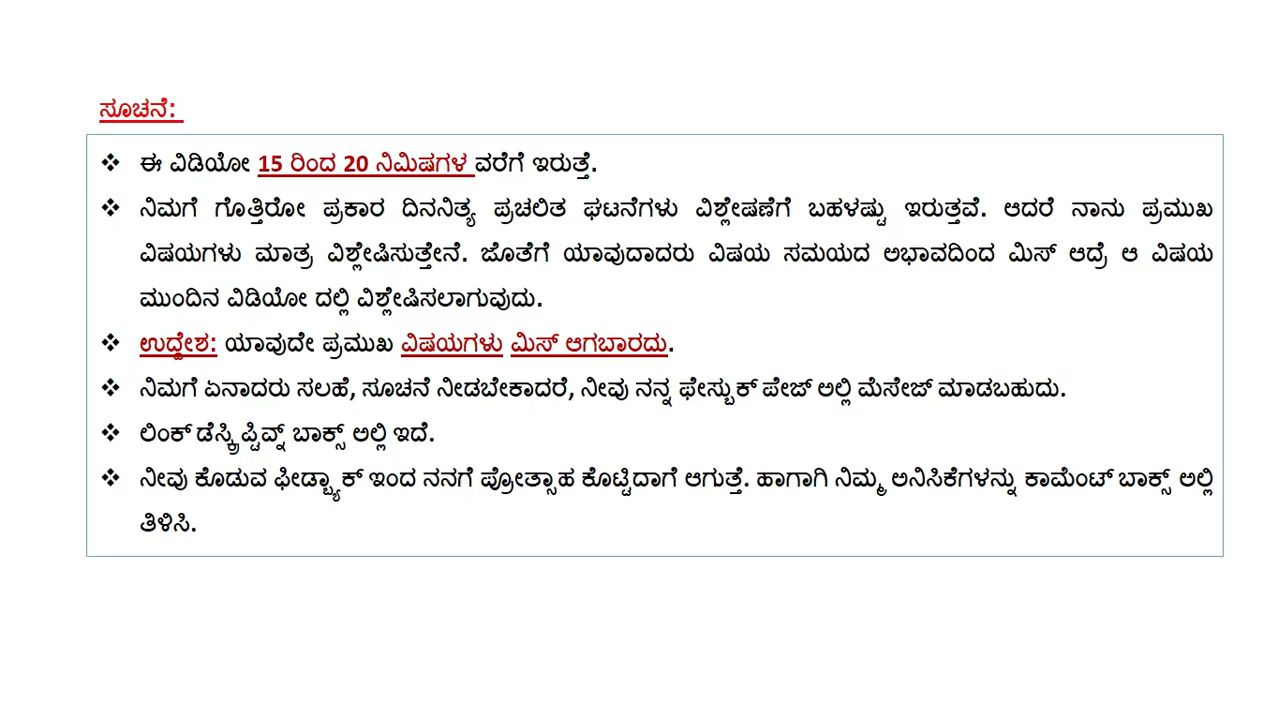 ಸೂಚನೆ:
❖ ಈ ವಿಡಿಯೋ 15 ರಿಂದ 20 ನಿಮಿಷಗಳ ವರೆಗೆ ಇರುತ್ತೆ.
❖ ನಿಮಗೆ ಗೊತ್ತಿರೋ ಪ್ರಕಾರ ದಿನನಿತ್ಯ ಪ್ರಚಲಿತ ಘಟನೆಗಳು ವಿಶ್ಲೇಷಣೆಗೆ ಬಹಳಷ್ಟು ಇರುತ್ತವೆ. ಆದರೆ ನಾನು ಪ್ರಮುಖ
ವಿಷಯಗಳು ಮಾತ್ರ ವಿಶ್ಲೇಷಿಸುತ್ತೇನೆ. ಜೊತೆಗೆ ಯಾವುದಾದರು ವಿಷಯ ಸಮಯದ ಅಭಾವದಿಂದ ಮಿಸ್ ಆದ್ರೆ ಆ ವಿಷಯ
ಮುಂದಿನ ವಿಡಿಯೋ ದಲ್ಲಿ ವಿಶ್ಲೇಷಿಸಲಾಗುವುದು.
❖ ಉದ್ದೇಶ: ಯಾವುದೇ ಪ್ರಮುಖ ವಿಷಯಗಳು ಮಿಸ್ ಆಗಬಾರದು.
❖ ನಿಮಗೆ ಏನಾದರು ಸಲಹೆ, ಸೂಚನೆ ನೀಡಬೇಕಾದರೆ, ನೀವು ನನ್ನ ಫೇಸ್ಬುಕ್ ಪೇಜ್ ಅಲ್ಲಿ ಮೆಸೇಜ್ ಮಾಡಬಹುದು.
❖ ಲಿಂಕ್ ಡೆಸ್ಕ್ರಿಪ್ಟಿವ್ನ್ ಬಾಕ್ಸ್ ಅಲ್ಲಿ ಇದೆ.
❖ ನೀವು ಕೊಡುವ ಫೀಡ್ಬ್ಯಾಕ್ ಇಂದ ನನಗೆ ಪ್ರೋತ್ಸಾಹ ಕೊಟ್ಟಿದಾಗೆ ಆಗುತ್ತೆ. ಹಾಗಾಗಿ ನಿಮ್ಮ ಅನಿಸಿಕೆಗಳನ್ನು ಕಾಮೆಂಟ್ ಬಾಕ್ಸ್ ಅಲ್ಲಿ
ತಿಳಿಸಿ.